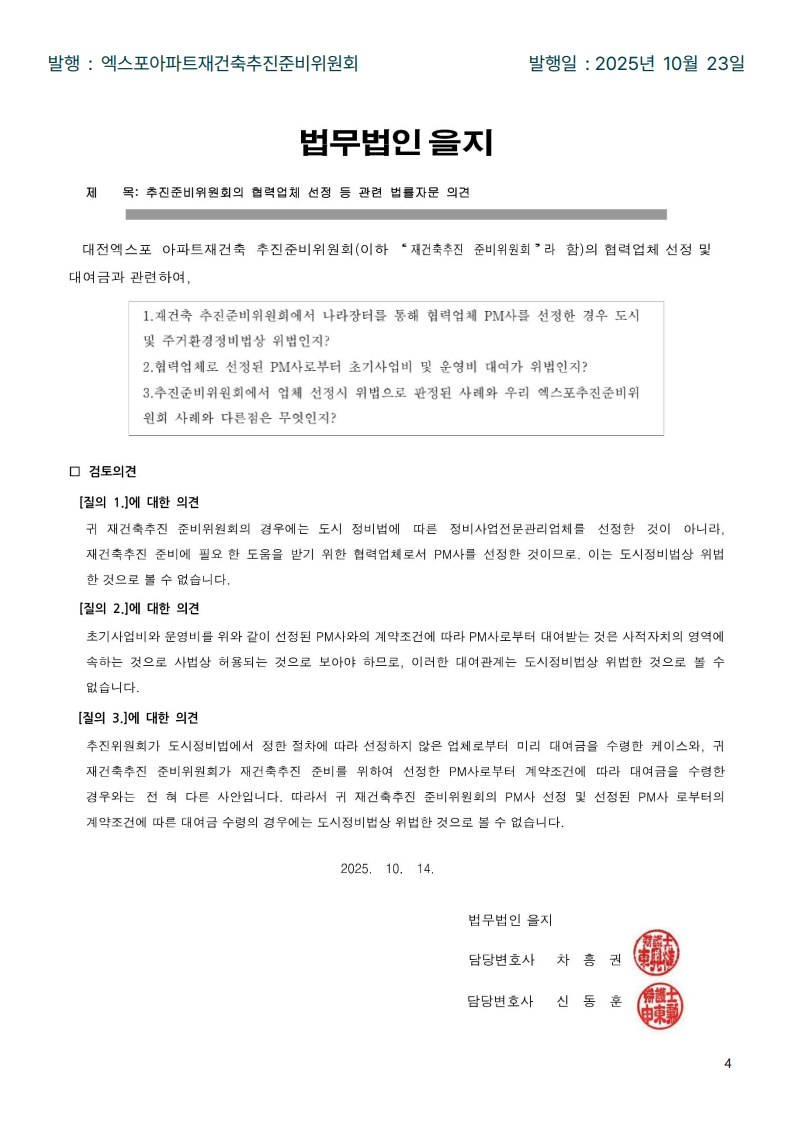 발행 : 엑스포아파트재건축추진준비위원회 발행일 : 2025년 10월 23일
법무법인 을지
제 목: 추진준비위원회의 협력업체 선정 등 관련 법률자문 의견
대전엑스포 아파트재건축 추진준비위원회(이하 “재건축추진 준비위원회”라 함)의 협력업체 선정 및
대여금과 관련하여,
1.재건축 추진준비위원회에서 나라장터를 통해 협력업체 PM사를 선정한 경우 도시
및 주거환경정비법상 위법인지?
2.협력업체로 선정된 PM사로부터 초기사업비 및 운영비 대여가 위법인지?
3.추진준비위원회에서 업체 선정시 위법으로 판정된 사례와 우리 엑스포추진준비위
원회 사례와 다른점은 무엇인지?
□ 검토의견
[질의 1.]에 대한 의견
귀 재건축추진 준비위원회의 경우에는 도시 정비법에 따른 정비사업전문관리업체를 선정한 것이 아니라,
재건축추진 준비에 필요 한 도움을 받기 위한 협력업체로서 PM사를 선정한 것이므로. 이는 도시정비법상 위법
한 것으로 볼 수 없습니다.
[질의 2.]에 대한 의견
초기사업비와 운영비를 위와 같이 선정된 PM사와의 계약조건에 따라 PM사로부터 대여받는 것은 사적자치의 영역에
속하는 것으로 사법상 허용되는 것으로 보아야 하므로, 이러한 대여관계는 도시정비법상 위법한 것으로 볼 수
없습니다.
[질의 3.]에 대한 의견
추진위원회가 도시정비법에서 정한 절차에 따라 선정하지 않은 업체로부터 미리 대여금을 수령한 케이스와, 귀
재건축추진 준비위원회가 재건축추진 준비를 위하여 선정한 PM사로부터 계약조건에 따라 대여금을 수령한
경우와는 전 혀 다른 사안입니다. 따라서 귀 재건축추진 준비위원회의 PM사 선정 및 선정된 PM사 로부터의
계약조건에 따른 대여금 수령의 경우에는 도시정비법상 위법한 것으로 볼 수 없습니다.
2025. 10. 14.
법무법인 을지
담당변호사 차 흥 권
담당변호사 신 동 훈
4